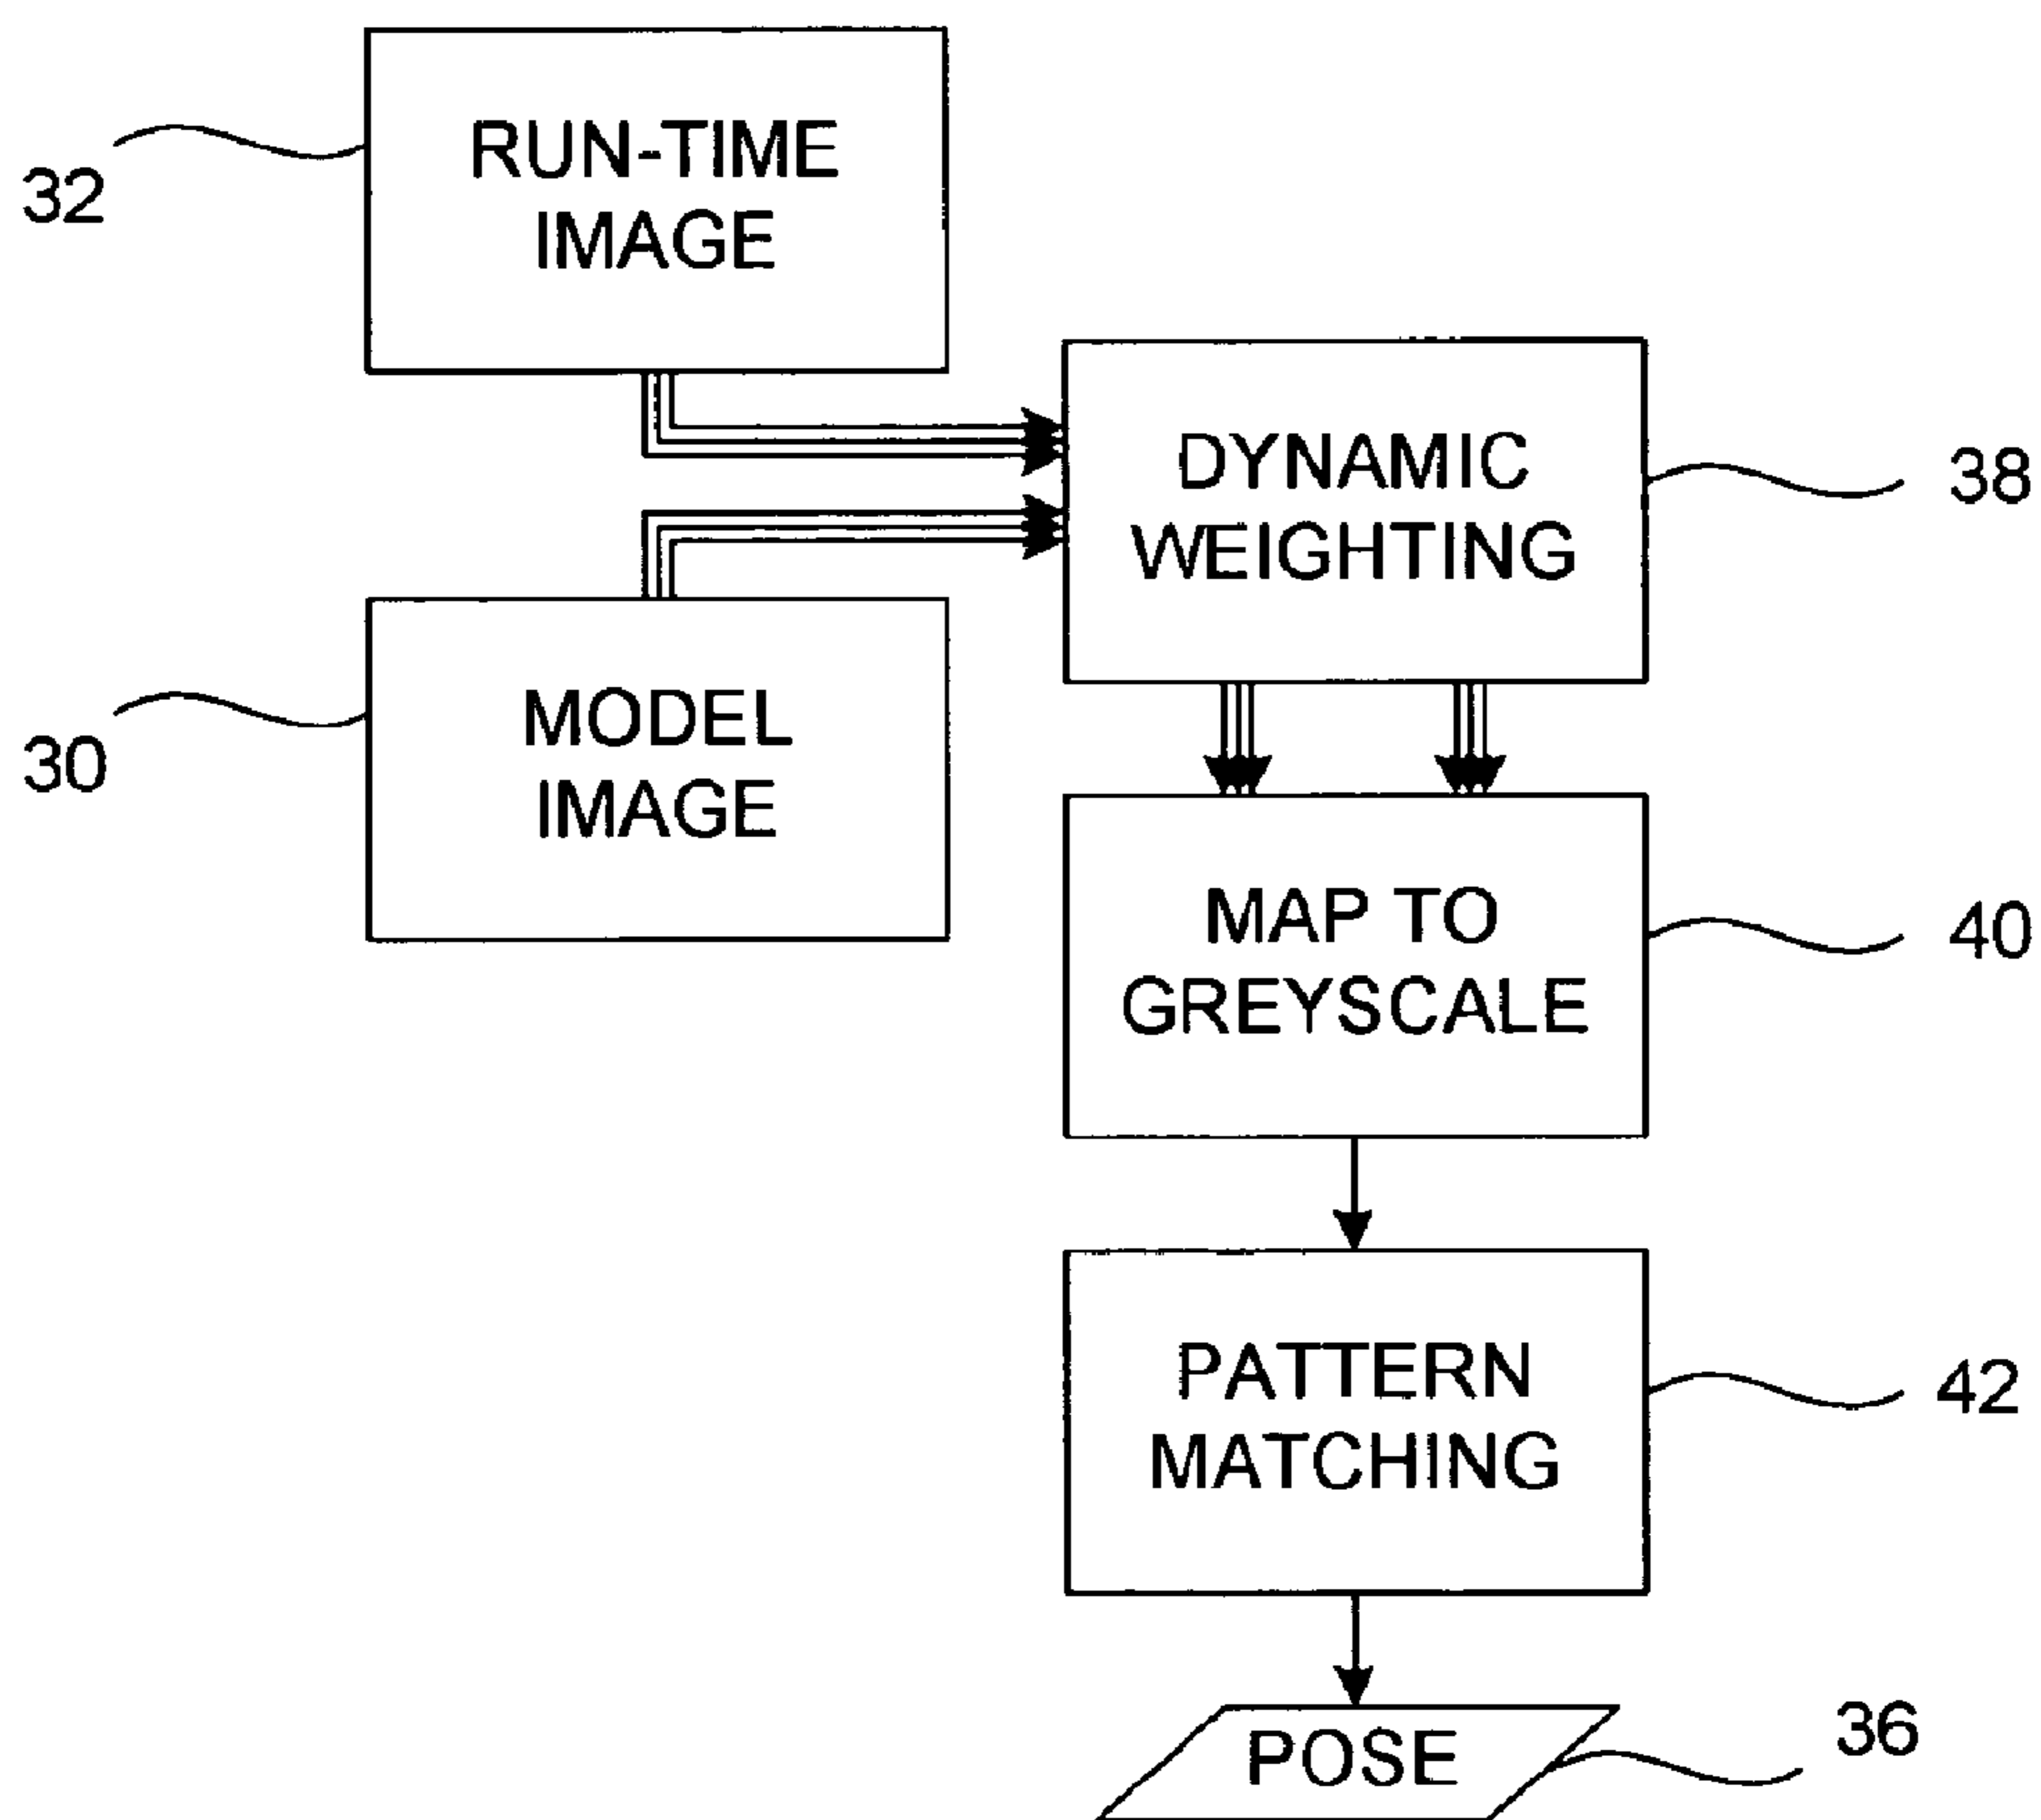 RUN-TIME
IMAGE
32
DYNAMIC
WEIGHTING
38
MODEL
IMAGE
30
MAP TO
GREYSCALE
40
PATTERN
MATCHING
42
POSE
36